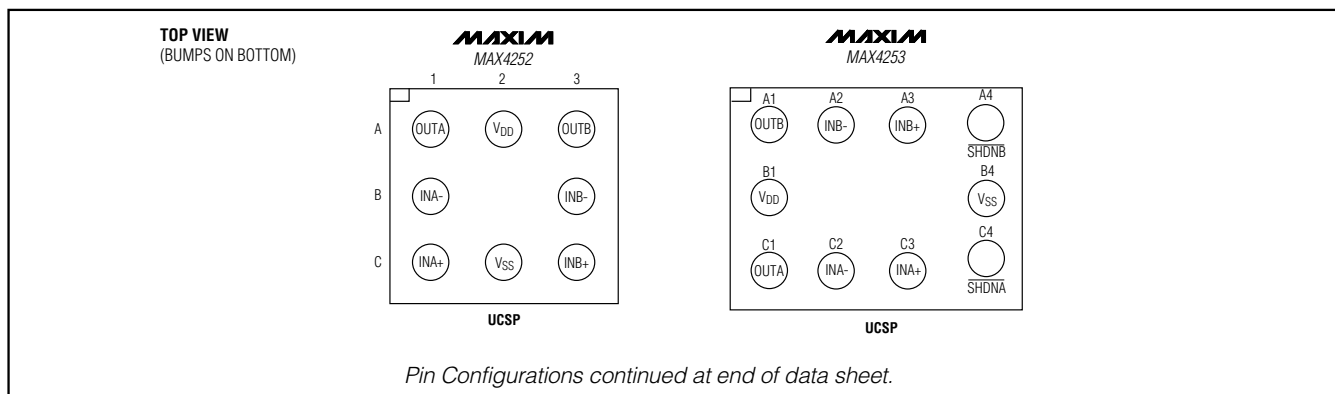 TOP VIEW
(BUMPS ON BOTTOM)
MAXIM
MAX4252
1 2 3
A OUTA VDD OUTB
B INA- INB-
C INA+ VSS INB+
UCSP
MAXIM
MAX4253
A1 A2 A3 A4
OUTB INB- INB+
SHDNB
B1 B4
VDD VSS
C1 C2 C3 C4
OUTA INA- INA+
SHDNA
UCSP
Pin Configurations continued at end of data sheet.